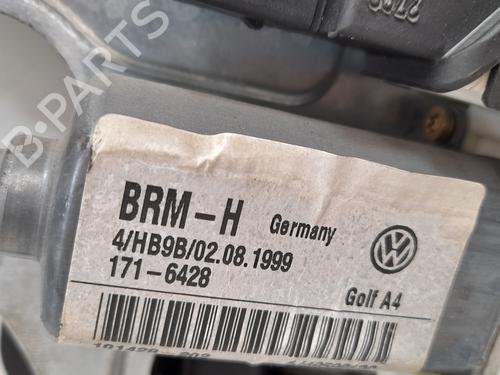 B-PARTS
BRM-H Germany
4/HB9B/02.08.1999
171-6428
Golf A4